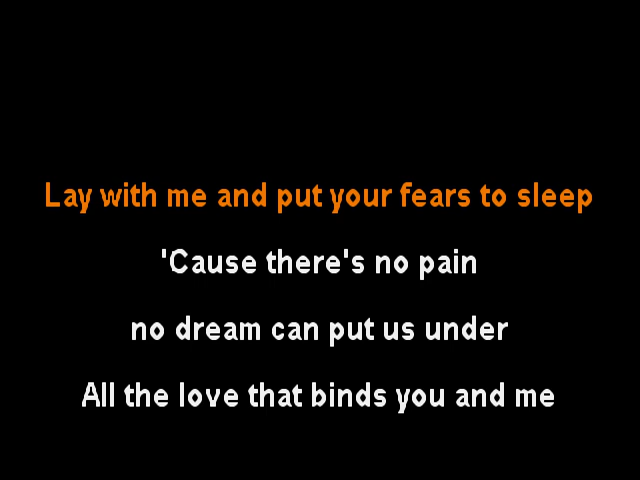 Lay with me and put your fears to sleep
'Cause there's no pain
no dream can put us under
All the love that binds you and me